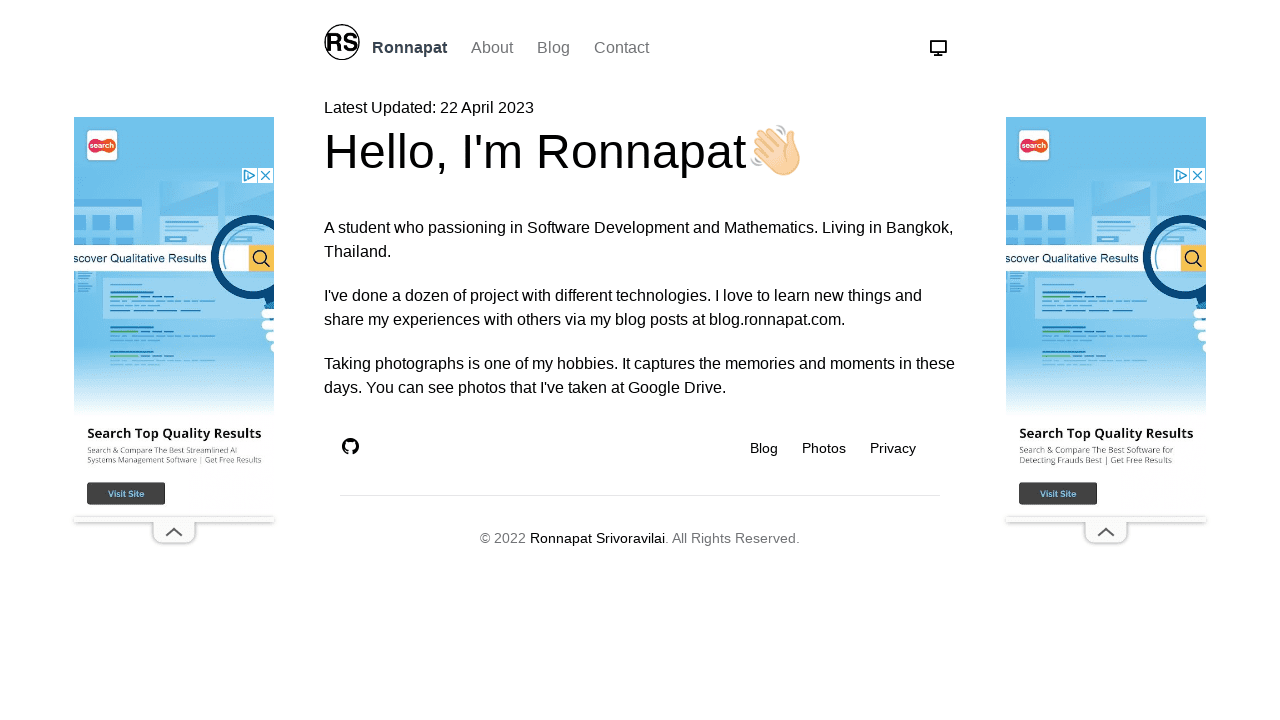 RS Ronnapat About Blog Contact
Latest Updated: 22 April 2023
Hello, I'm Ronnapat
A student who passioning in Software Development and Mathematics. Living in Bangkok,
Thailand.
I've done a dozen of project with different technologies. I love to learn new things and
share my experiences with others via my blog posts at blog.ronnapat.com.
Taking photographs is one of my hobbies. It captures the memories and moments in these
days. You can see photos that I've taken at Google Drive.
Blog Photos Privacy
© 2022 Ronnapat Srivoravilai. All Rights Reserved.
search
scover Qualitative Results
Search Top Quality Results
Search & Compare The Best Streamlined AI
Systems Management Software | Get Free Results
Visit Site
search
scover Qualitative Results
Search Top Quality Results
Search & Compare The Best Software for
Detecting Frauds Best | Get Free Results
Visit Site